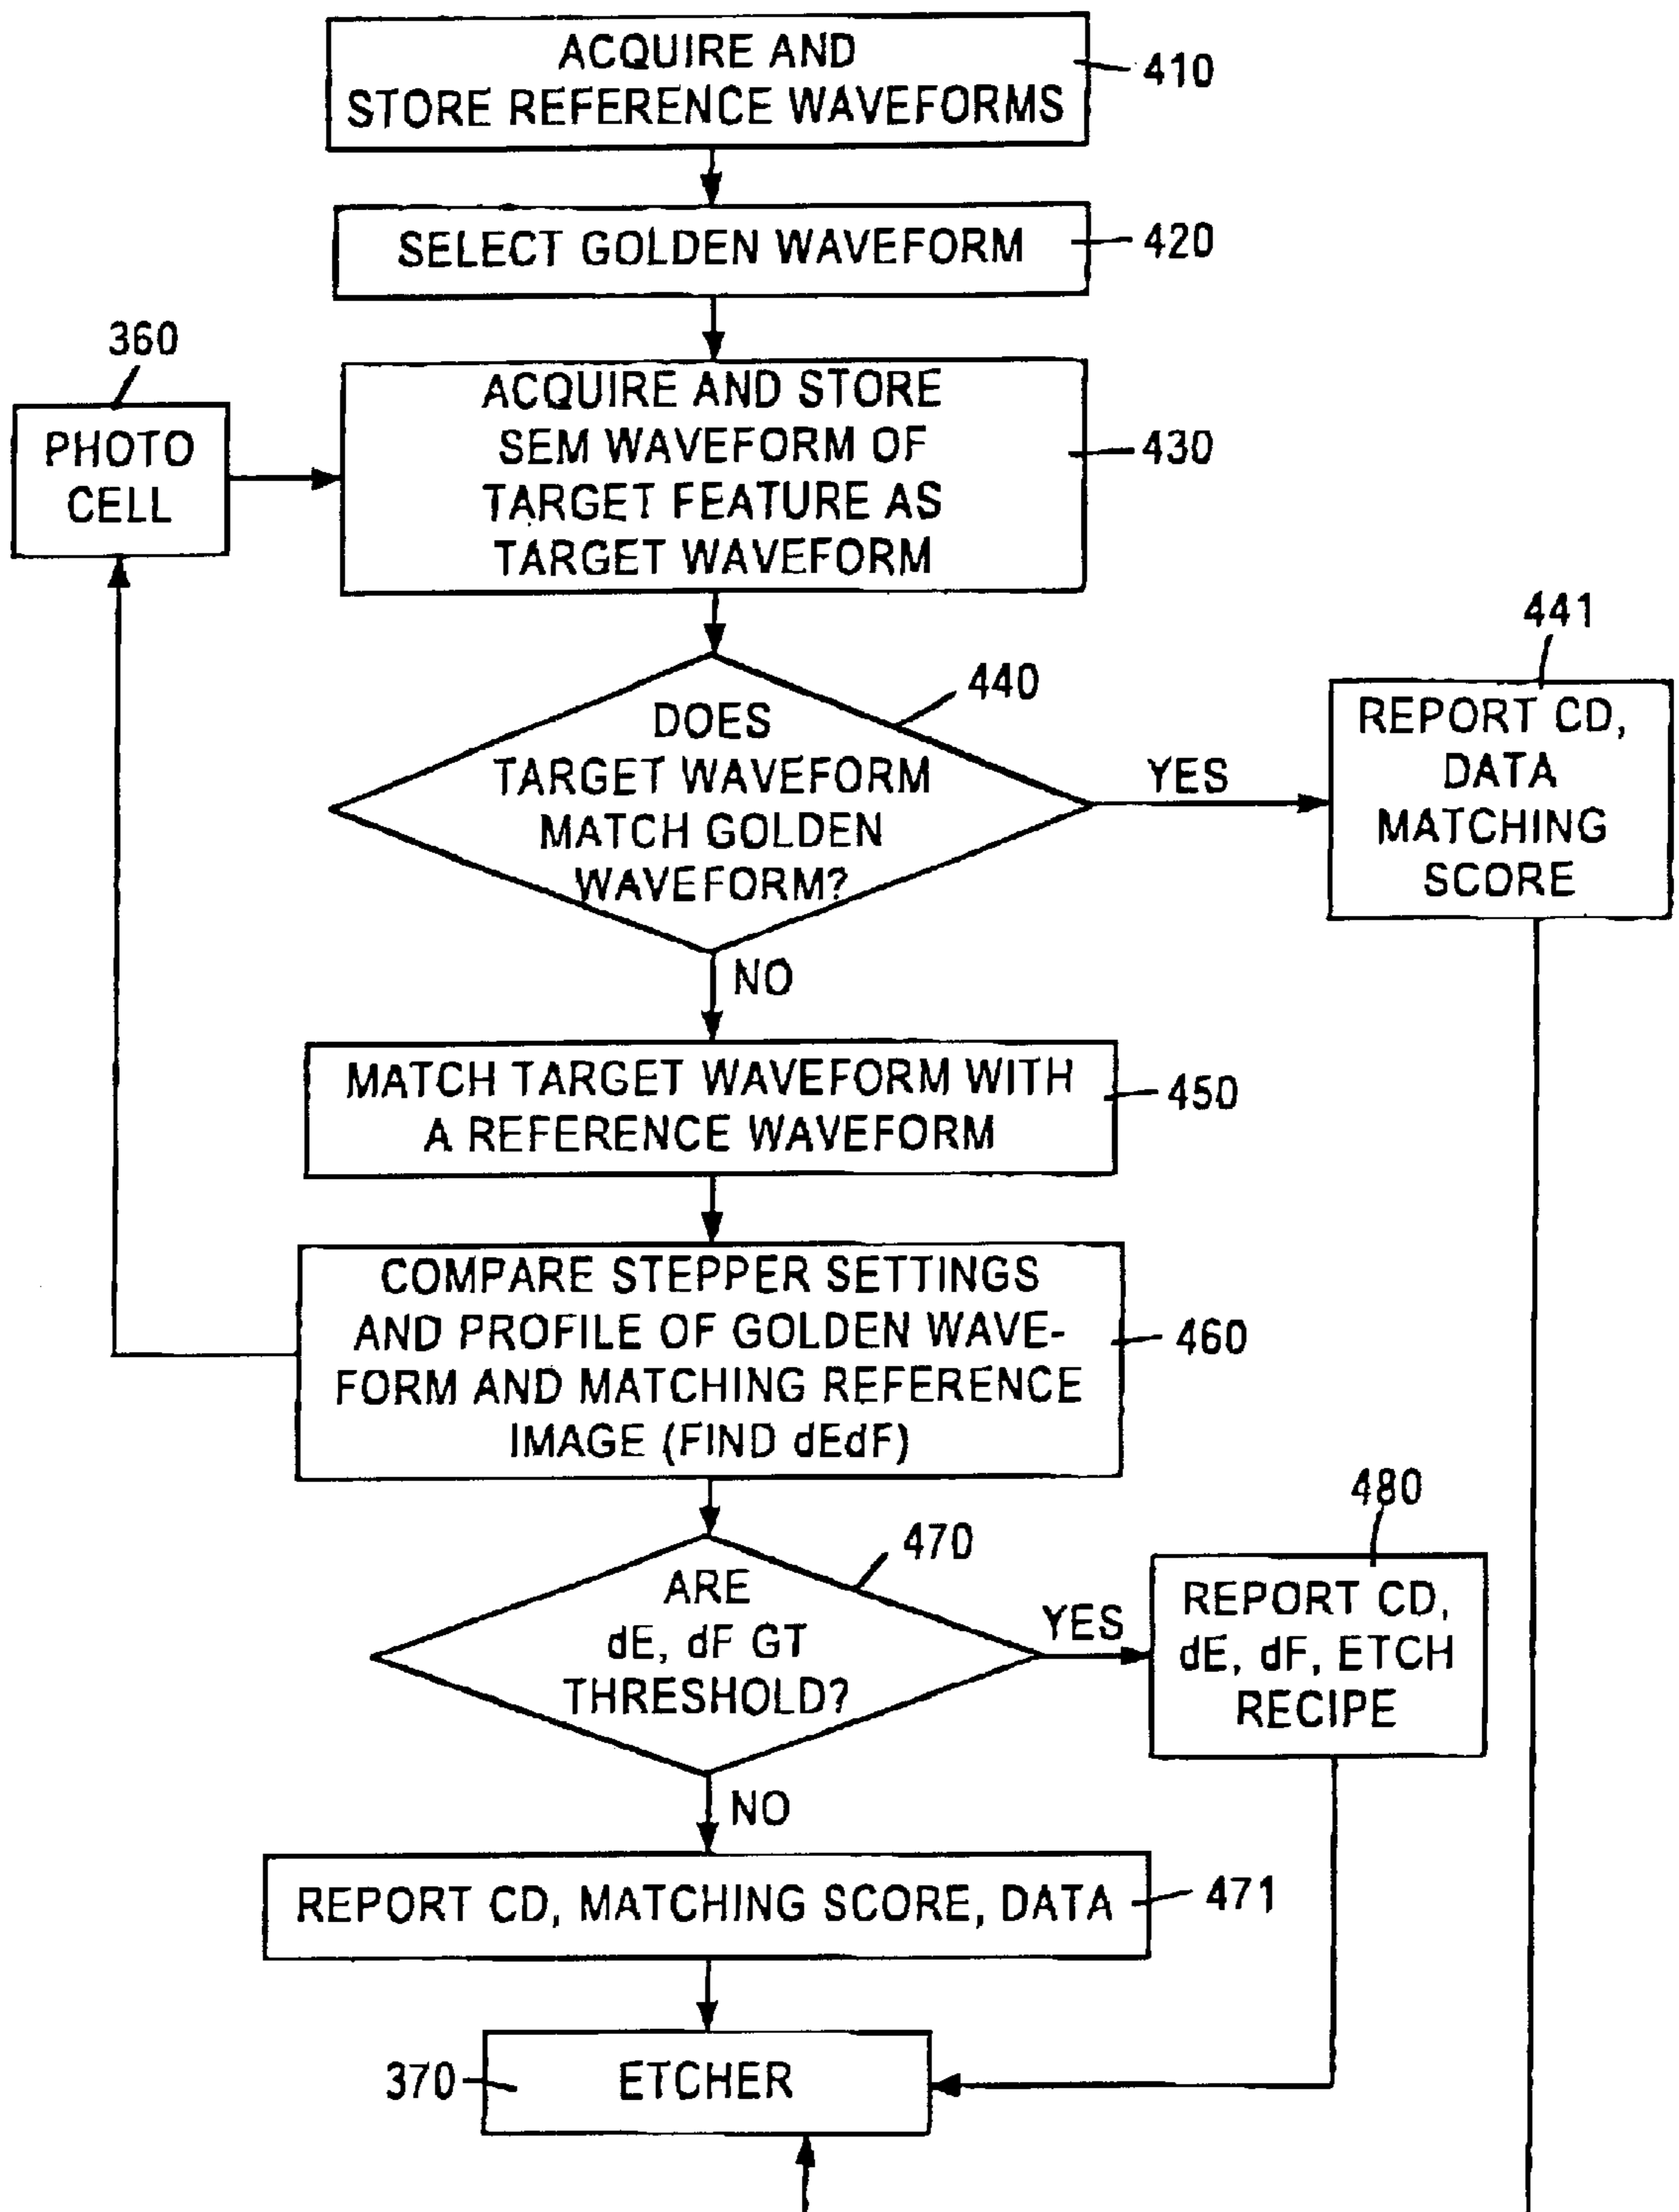 ACQUIRE AND
STORE REFERENCE WAVEFORMS
410
SELECT GOLDEN WAVEFORM
420
360
PHOTO
CELL
ACQUIRE AND STORE
SEM WAVEFORM OF
TARGET FEATURE AS
TARGET WAVEFORM
430
440
DOES
TARGET WAVEFORM
MATCH GOLDEN
WAVEFORM?
YES
441
REPORT CD,
DATA
MATCHING
SCORE
NO
MATCH TARGET WAVEFORM WITH
A REFERENCE WAVEFORM
450
COMPARE STEPPER SETTINGS
AND PROFILE OF GOLDEN WAVE-
FORM AND MATCHING REFERENCE
IMAGE (FIND dEdF)
460
470
ARE
dE, dF GT
THRESHOLD?
YES
480
REPORT CD,
dE, dF, ETCH
RECIPE
NO
REPORT CD, MATCHING SCORE, DATA
471
370
ETCHER